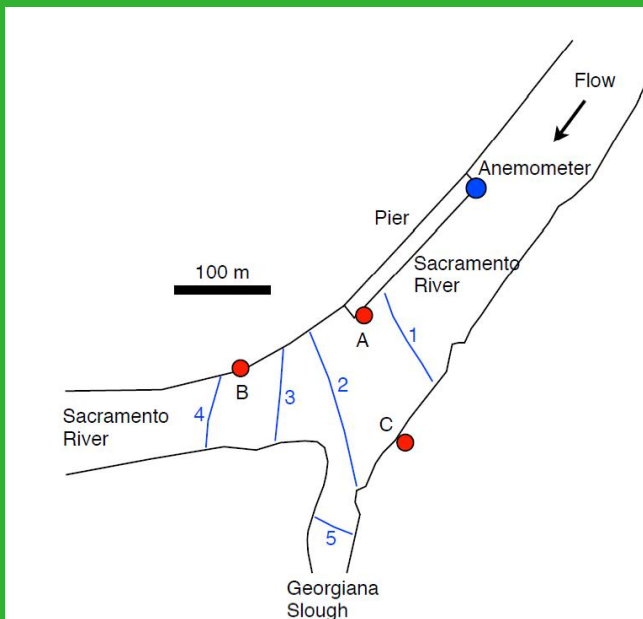 Flow
Anemometer
Pier
Sacramento
River
100 m
A
1
2
3
B
4
C
Sacramento
River
5
Georgiana
Slough